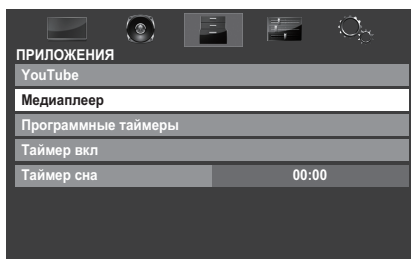 ПРИЛОЖЕНИЯ
YouTube
Медиаплеер
Программные таймеры
Таймер вкл
Таймер сна 00:00